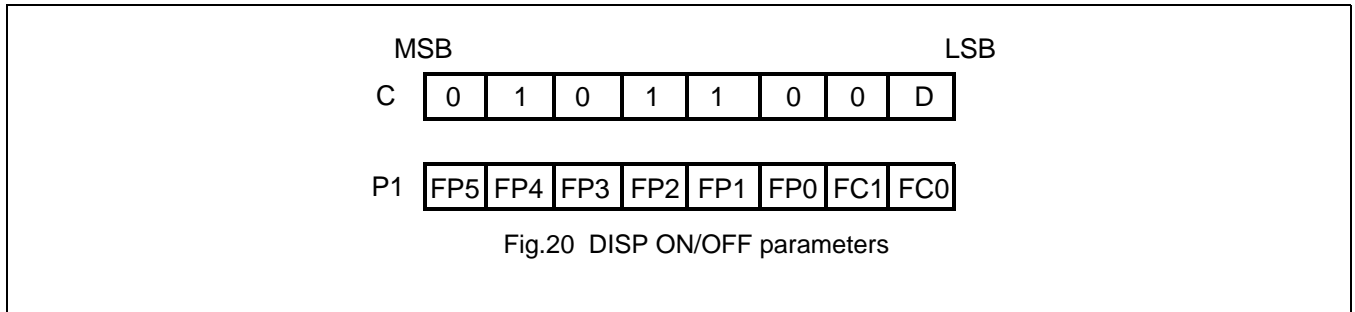 MSB LSB
C 0 1 0 1 1 0 0 D
P1 FP5 FP4 FP3 FP2 FP1 FP0 FC1 FC0
Fig.20 DISP ON/OFF parameters